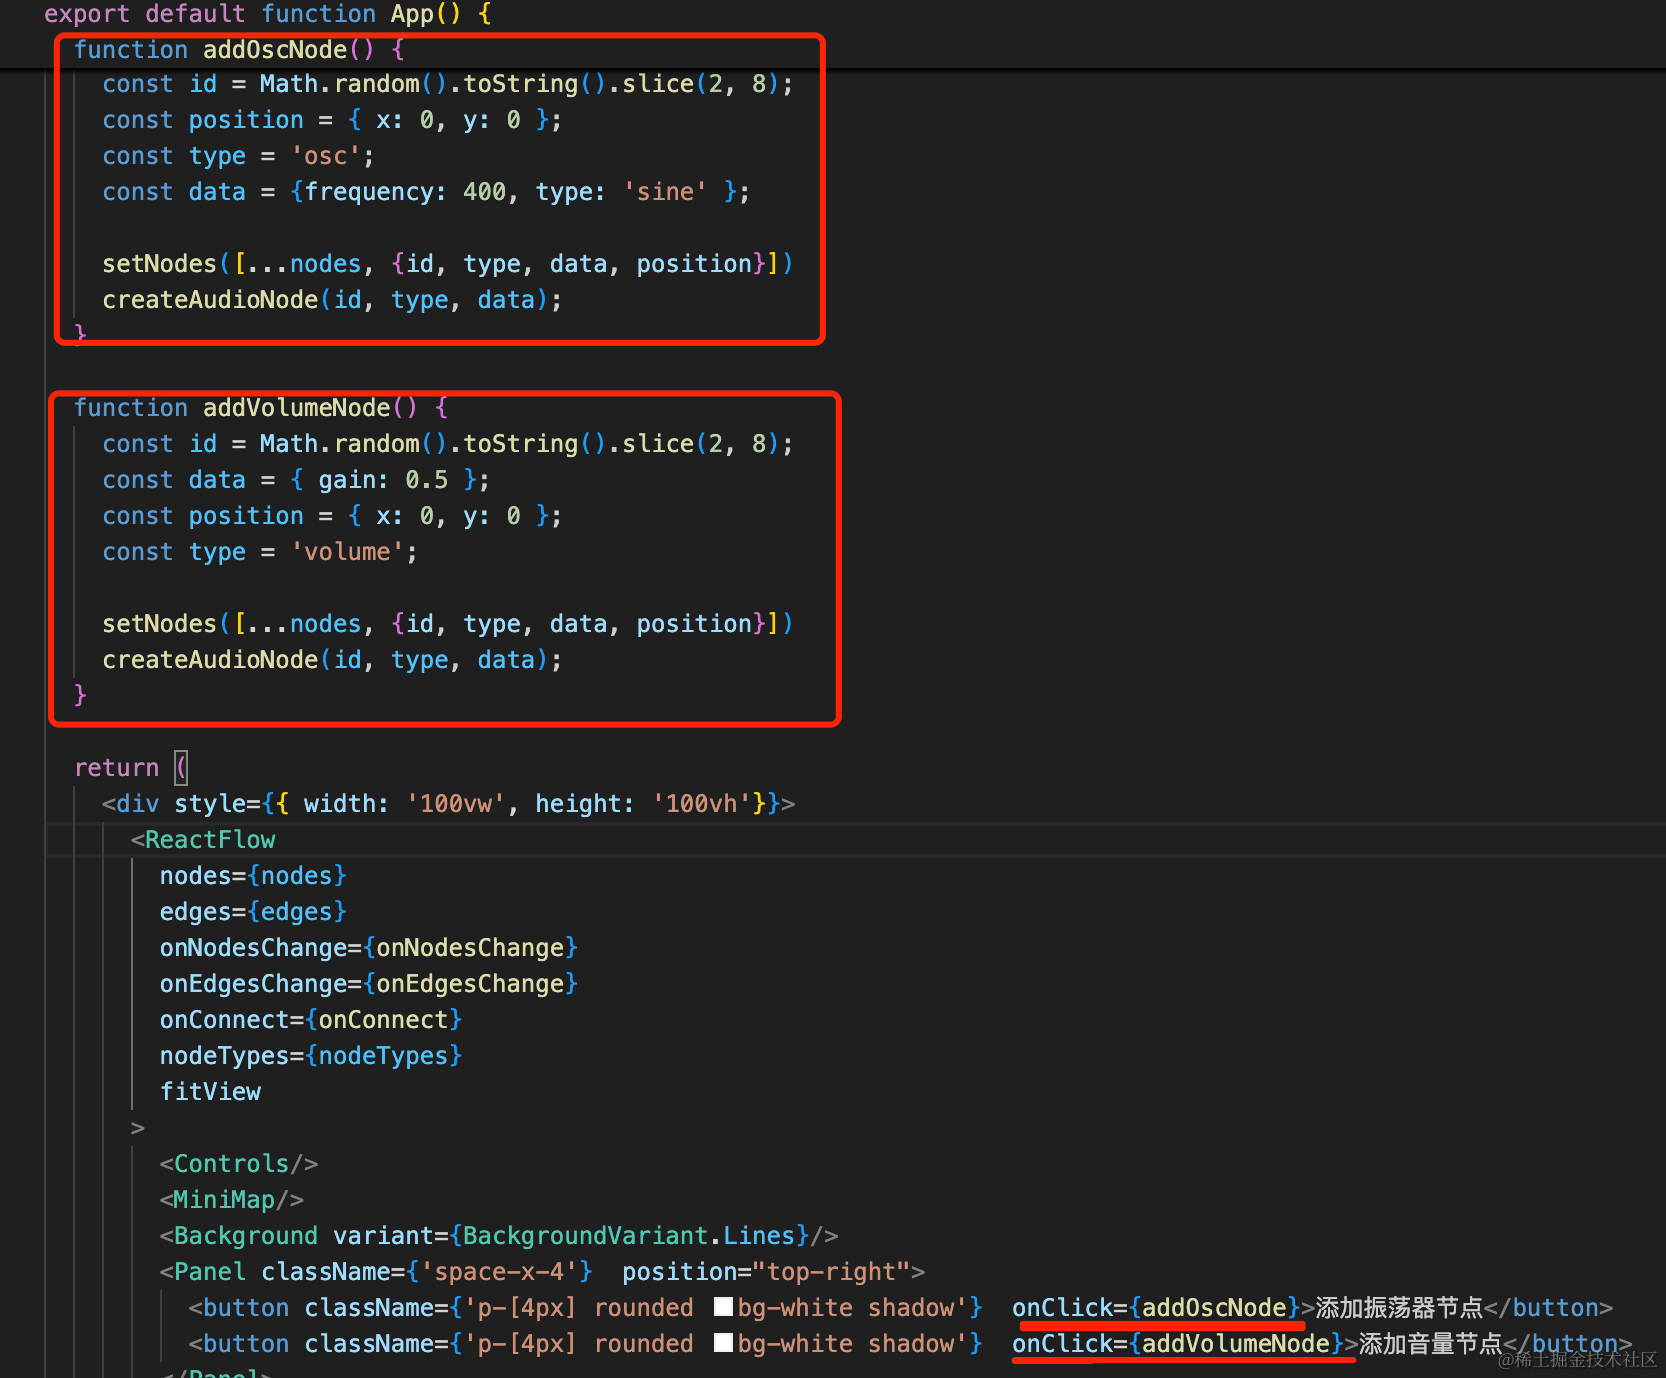 export default function App() {
  function addOscNode() {
    const id = Math.random().toString().slice(2, 8);
    const position = { x: 0, y: 0 };
    const type = 'osc';
    const data = {frequency: 400, type: 'sine' };

    setNodes([...nodes, {id, type, data, position}])
    createAudioNode(id, type, data);
  }

  function addVolumeNode() {
    const id = Math.random().toString().slice(2, 8);
    const data = { gain: 0.5 };
    const position = { x: 0, y: 0 };
    const type = 'volume';

    setNodes([...nodes, {id, type, data, position}])
    createAudioNode(id, type, data);
  }

  return (
    <div style={{ width: '100vw', height: '100vh'}}>
      <ReactFlow
        nodes={nodes}
        edges={edges}
        onNodesChange={onNodesChange}
        onEdgesChange={onEdgesChange}
        onConnect={onConnect}
        nodeTypes={nodeTypes}
        fitView
      >
        <Controls/>
        <MiniMap/>
        <Background variant={BackgroundVariant.Lines}/>
        <Panel className={'space-x-4'}  position="top-right">
          <button className={'p-[4px] rounded bg-white shadow'}  onClick={addOscNode}>添加振荡器节点</button>
          <button className={'p-[4px] rounded bg-white shadow'}  onClick={addVolumeNode}>添加音量节点</button>
        </Panel>
@稀土掘金技术社区